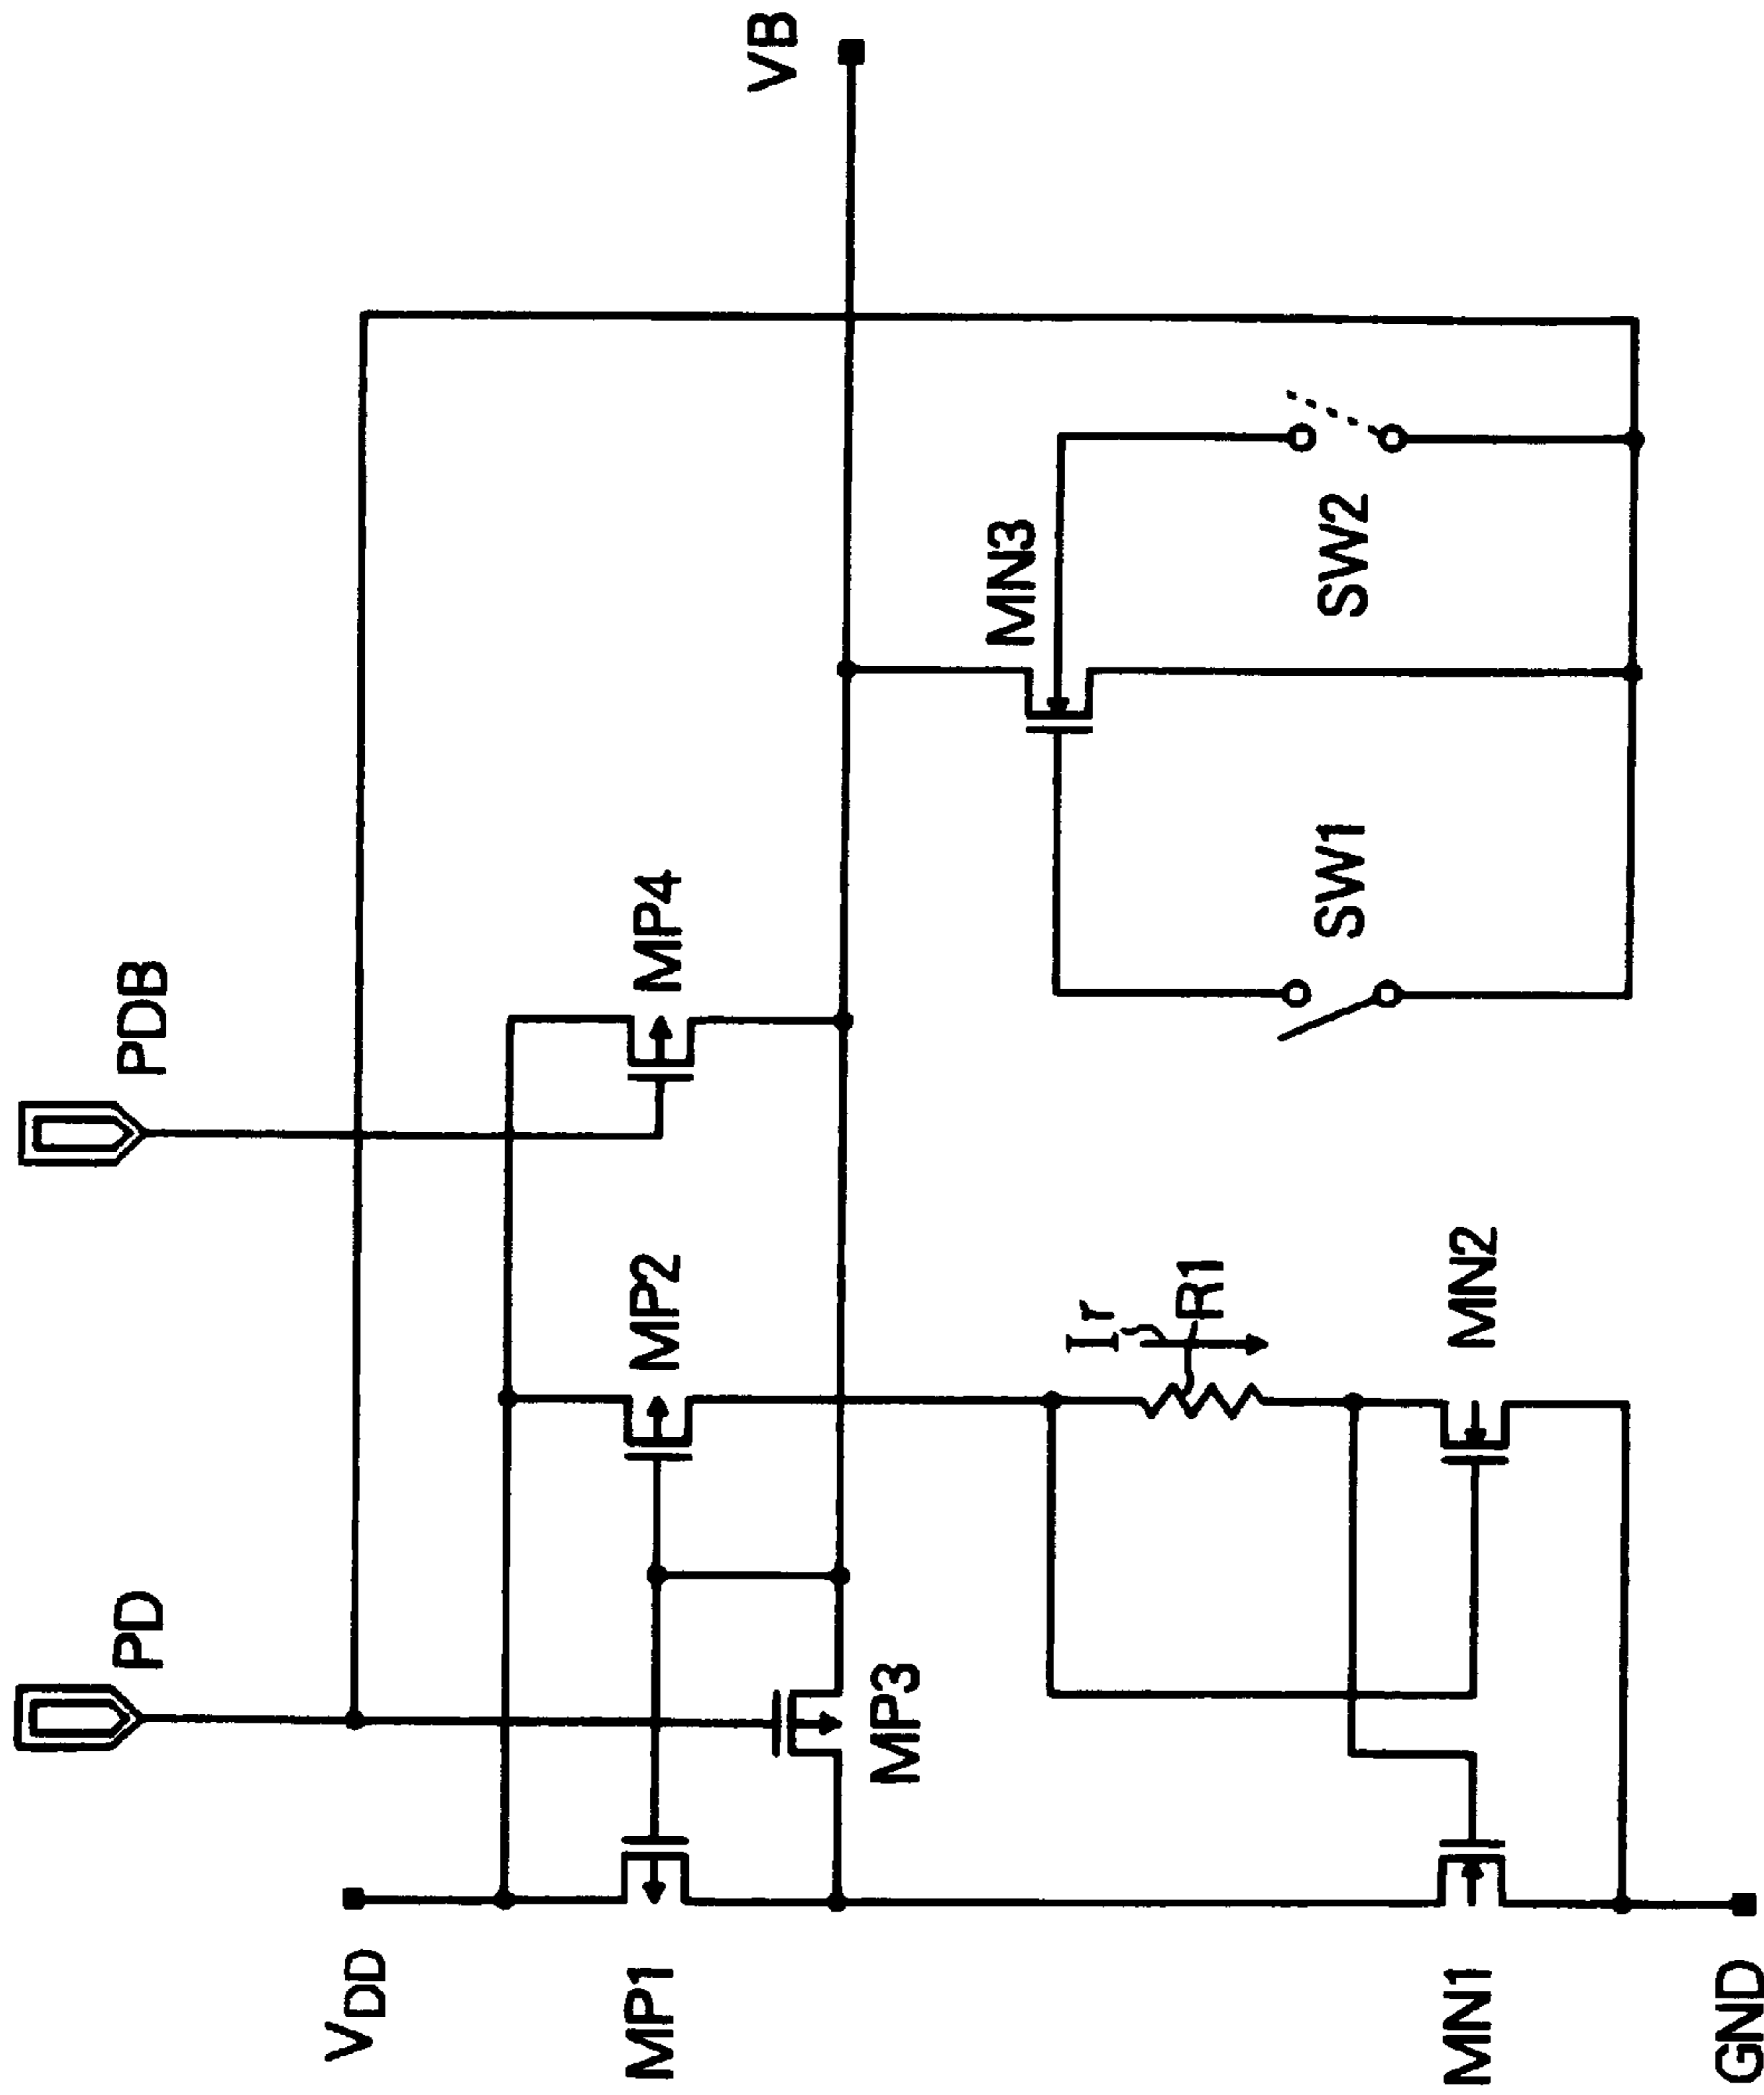 PD
PDB
VB
VDD
MP1
MP2
MP4
MP3
MN3
Ir
R1
SW1
SW2
MN1
MN2
GND